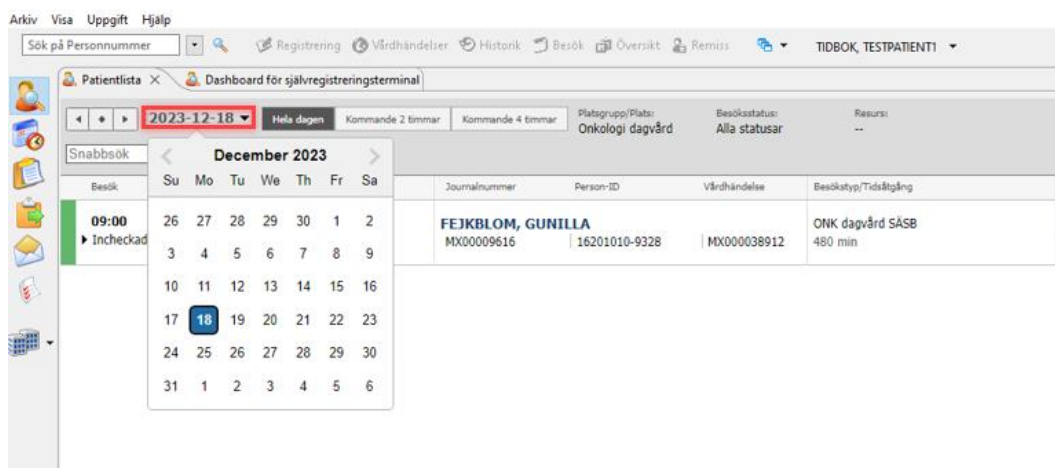 Arkiv Visa Uppgift Hjälp
Sök på Personnummer Registrering Vårdhändelser Historik Besök Översikt Remiss TIDBOK, TESTPATIENT1
Patientlista Dashboard för självregistreringsterminal
2023-12-18 Hela dagen Kommande 2 timmar Kommande 4 timmar Platsgrupp/Plats: Besöksstatus: Resurs:
Onkologi dagvård Alla statusar --
Snabbsök
December 2023
Su Mo Tu We Th Fr Sa
26 27 28 29 30 1 2
3 4 5 6 7 8 9
10 11 12 13 14 15 16
17 18 19 20 21 22 23
24 25 26 27 28 29 30
31 1 2 3 4 5 6
Besök Journalnummer Person-ID Vårdhändelse Besökstyp/Tidsåtgång
09:00 FEJKBLOM, GUNILLA ONK dagvård SÄSB
Incheckad MX00009616 16201010-9328 MX000038912 480 min